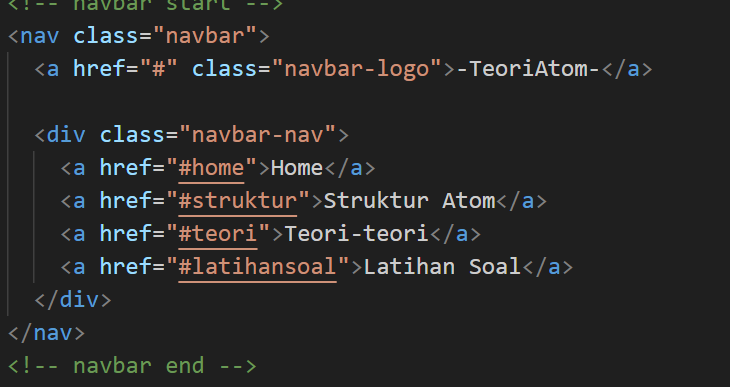 <!-- navbar start -->
<nav class="navbar">
<a href="#" class="navbar-logo">-TeoriAtom-</a>
<div class="navbar-nav">
<a href="#home">Home</a>
<a href="#struktur">Struktur Atom</a>
<a href="#teori">Teori-teori</a>
<a href="#latihansoal">Latihan Soal</a>
</div>
</nav>
<!-- navbar end -->